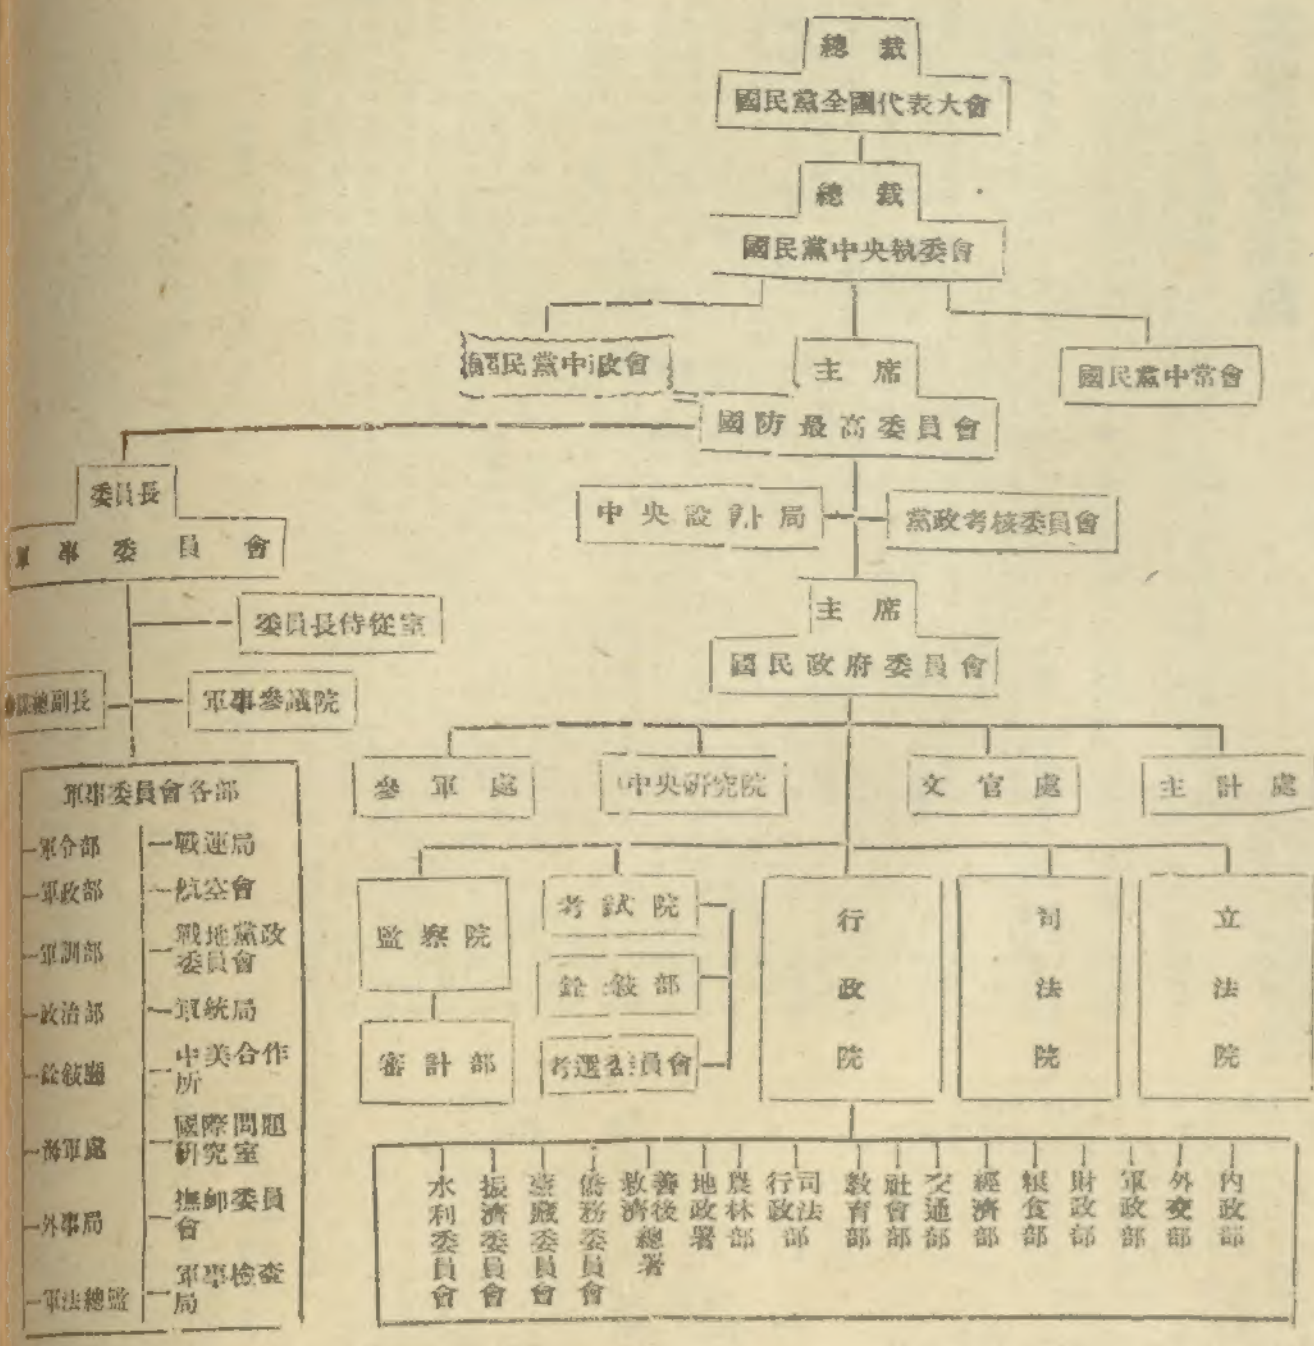 總裁
國民黨全國代表大會
總裁
國民黨中央執委會
國民黨中政會
主席
國民黨中常會
國防最高委員會
委員長
軍事委員會
中央設計局
黨政考核委員會
委員長侍從室
主席
國民政府委員會
總副長
軍事參議院
參軍處
中央研究院
文官處
主計處
軍事委員會各部
軍令部
軍政部
軍訓部
政治部
銓敍廳
海軍處
外事局
軍法總監
戰運局
航空會
戰地黨政
委員會
軍統局
中美合作
所
國際問題
研究室
撫卹委員
會
軍事檢查
局
監察院
審計部
考試院
銓敍部
考選委員會
行政院
司法院
立法院
內政部
外交部
軍政部
財政部
糧食部
經濟部
交通部
社會部
教育部
司法
行政部
農林部
地政署
善後
救濟總署
僑務委員會
蒙藏委員會
振濟委員會
水利委員會